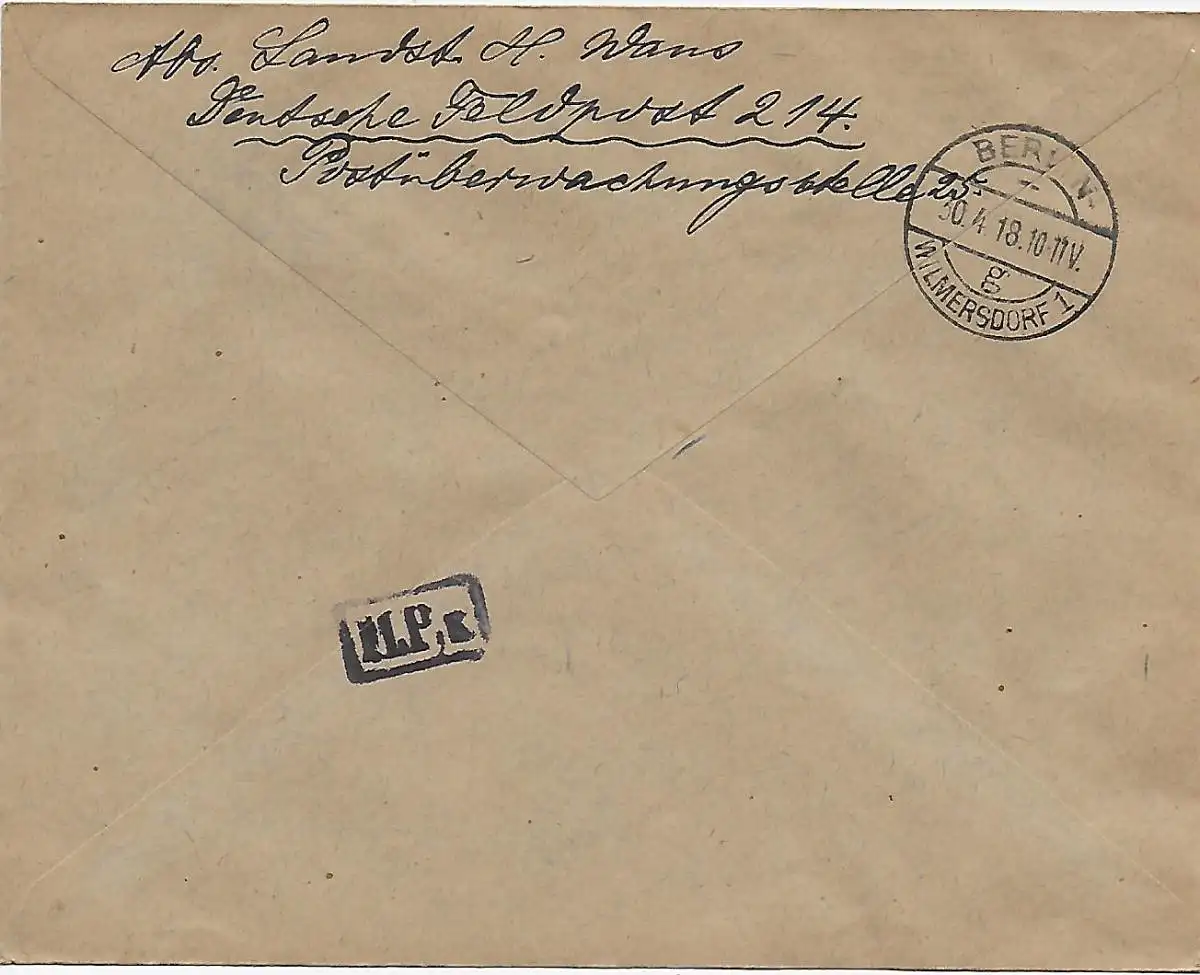 Abs. Landst. H. Wans
Deutsche Feldpost 214.
Postüberwachungsstelle 25.
BERLIN-
30.4.18.10-11V.
g
WILMERSDORF 1